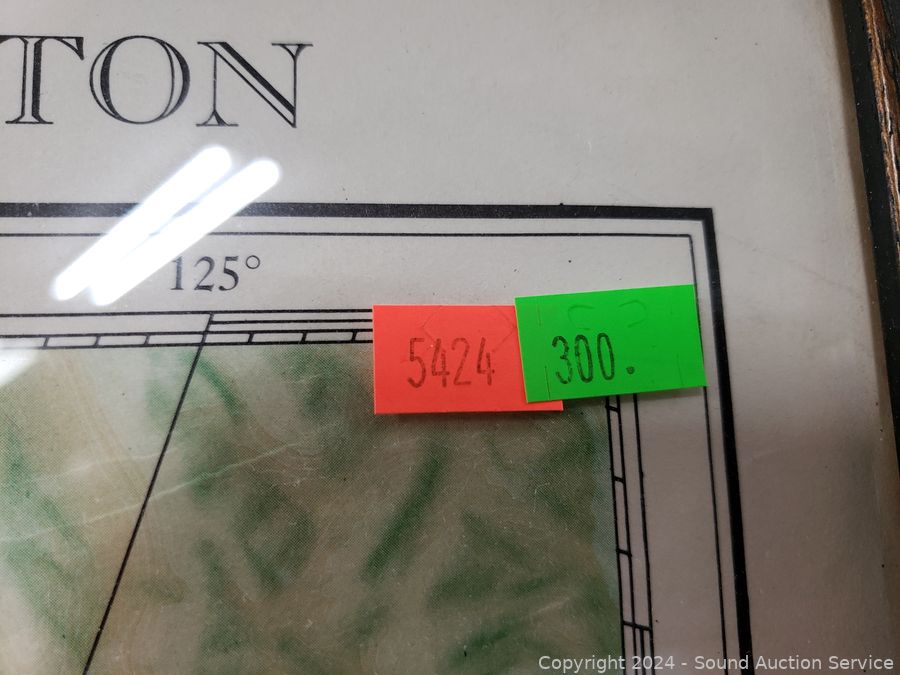 TON
125°
5424
300.
Copyright 2024 - Sound Auction Service